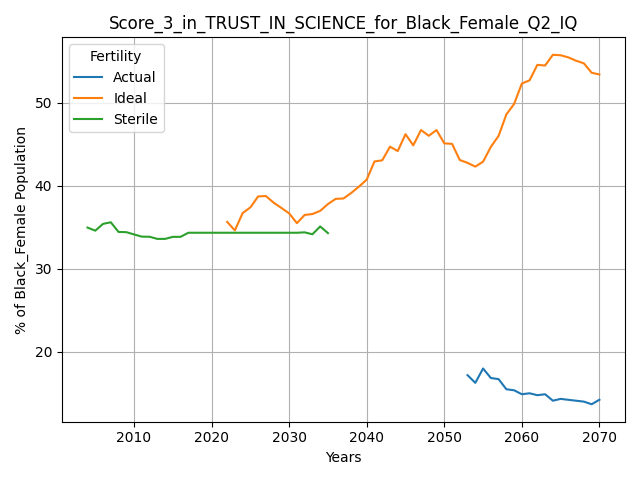 Score_3_in_TRUST_IN_SCIENCE_for_Black_Female_Q2_IQ
Fertility
Actual
Ideal
Sterile
% of Black_Female Population
50
40
30
20
2010 2020 2030 2040 2050 2060 2070
Years